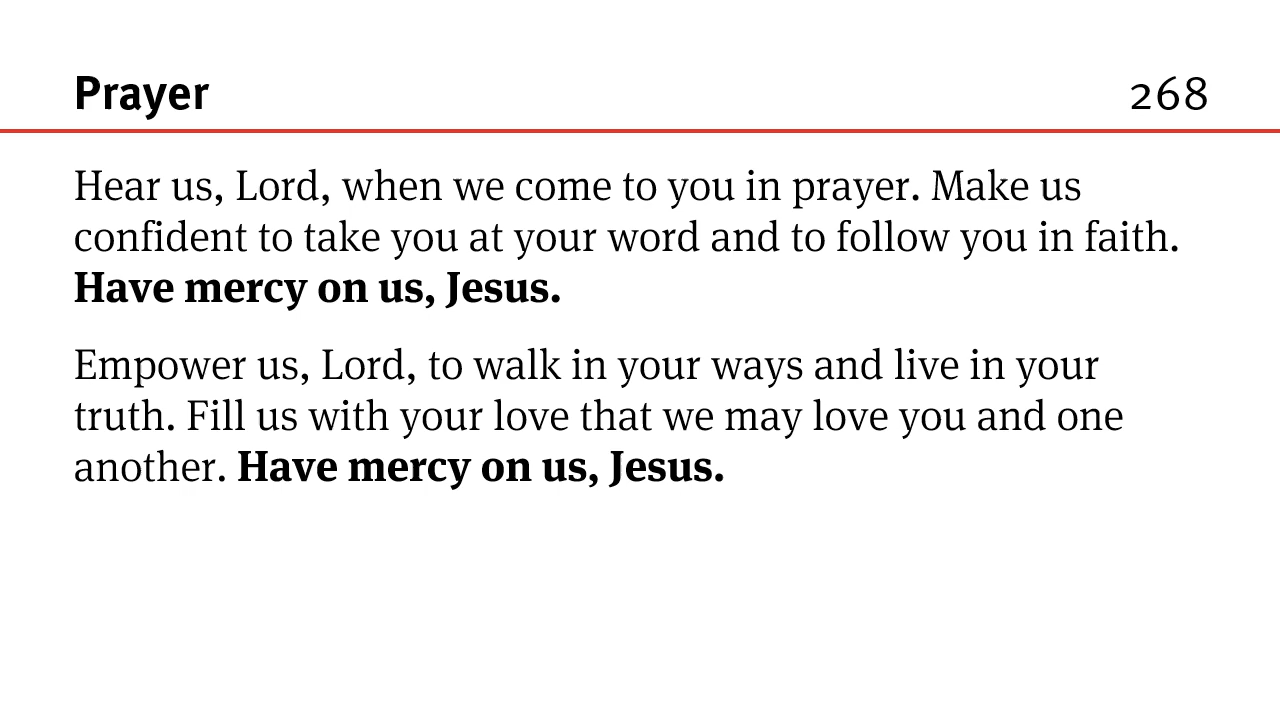 Prayer 268
Hear us, Lord, when we come to you in prayer. Make us
confident to take you at your word and to follow you in faith.
Have mercy on us, Jesus.
Empower us, Lord, to walk in your ways and live in your
truth. Fill us with your love that we may love you and one
another. Have mercy on us, Jesus.